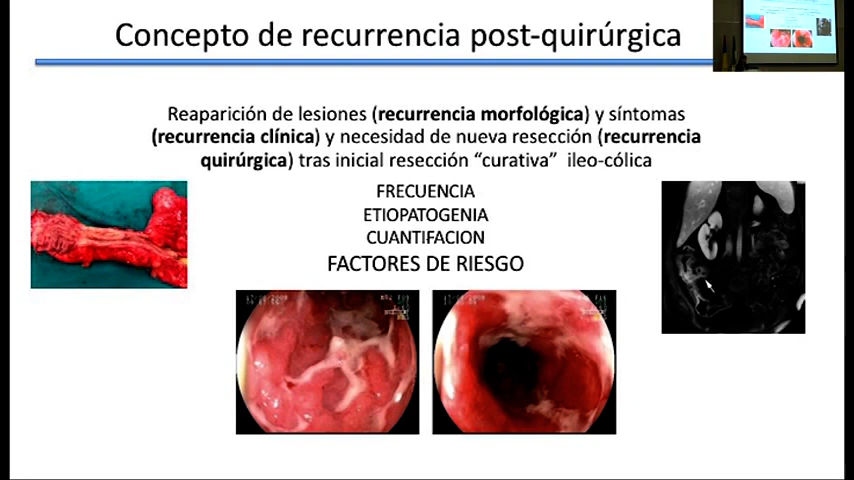 Concepto de recurrencia post-quirúrgica
Reaparición de lesiones (recurrencia morfológica) y síntomas
(recurrencia clínica) y necesidad de nueva resección (recurrencia
quirúrgica) tras inicial resección “curativa” ileo-cólica
FRECUENCIA
ETIOPATOGENIA
CUANTIFACION
FACTORES DE RIESGO